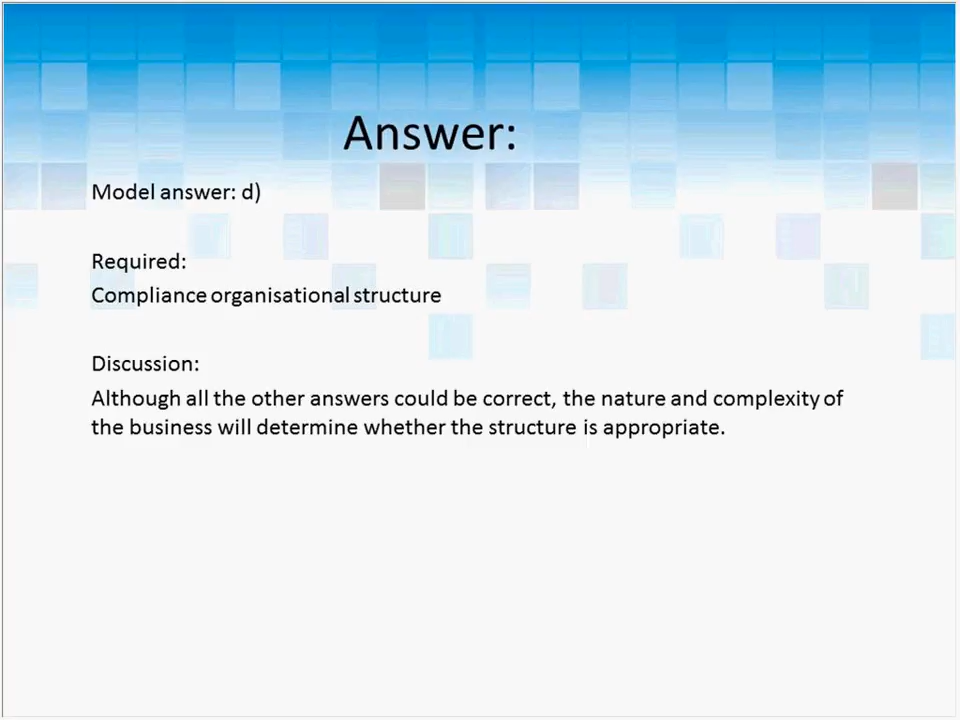 Answer:
Model answer: d)
Required:
Compliance organisational structure
Discussion:
Although all the other answers could be correct, the nature and complexity of
the business will determine whether the structure is appropriate.